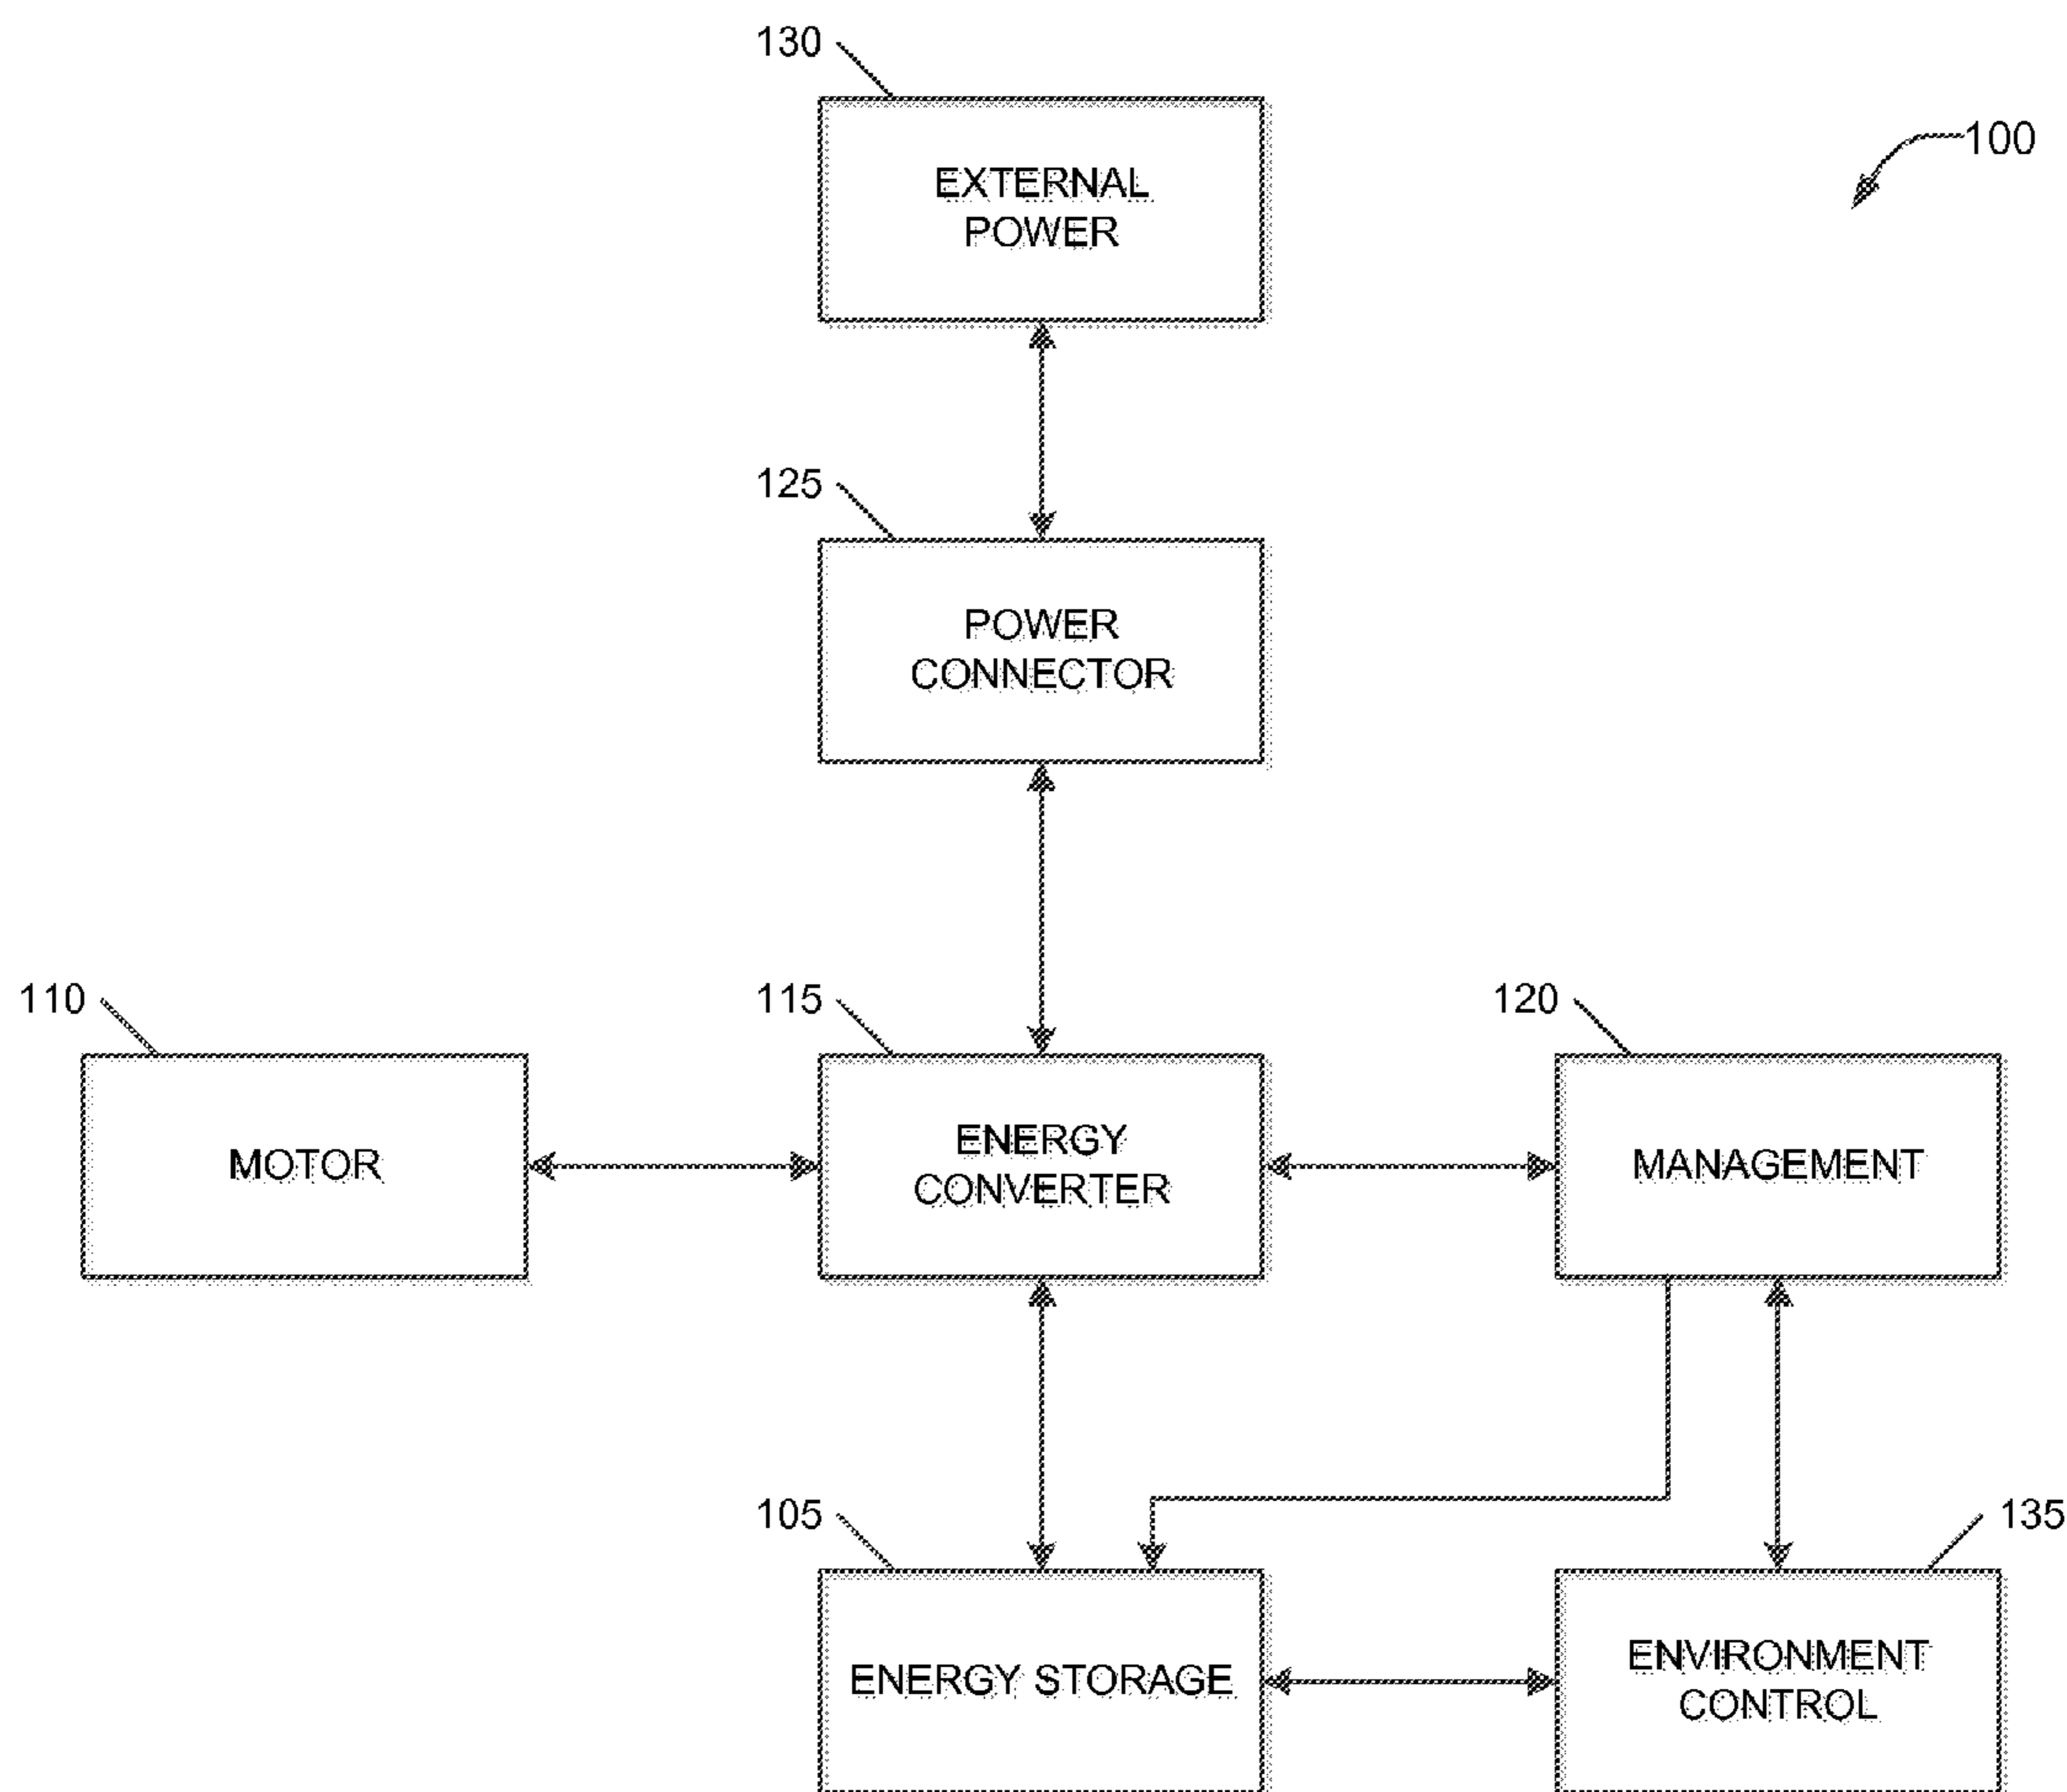 130
EXTERNAL
POWER
100
125
POWER
CONNECTOR
110
MOTOR
115
ENERGY
CONVERTER
120
MANAGEMENT
105
ENERGY STORAGE
135
ENVIRONMENT
CONTROL